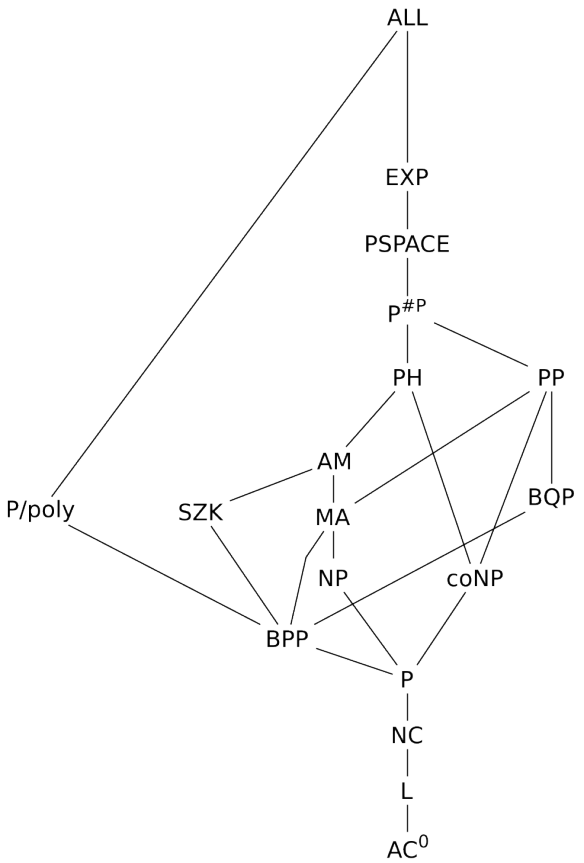 ALL
EXP
PSPACE
P#P
PH
PP
AM
P/poly
SZK
MA
BQP
NP
coNP
BPP
P
NC
L
AC0